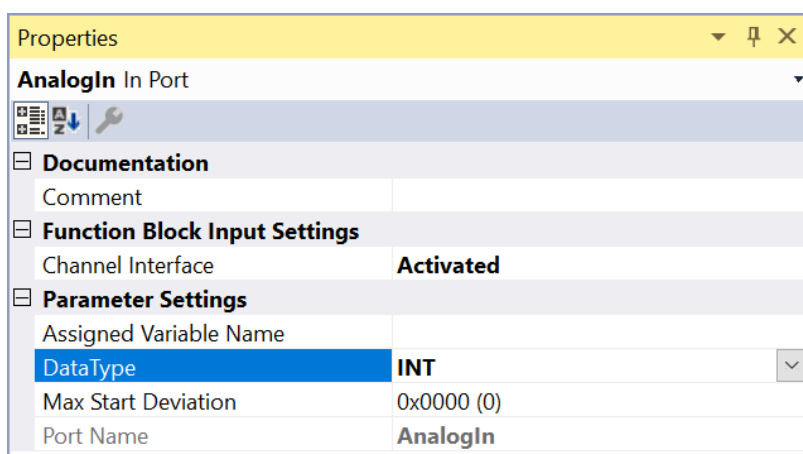 Properties
AnalogIn In Port
Documentation
Comment
Function Block Input Settings
Channel Interface Activated
Parameter Settings
Assigned Variable Name
DataType INT
Max Start Deviation 0x0000 (0)
Port Name AnalogIn